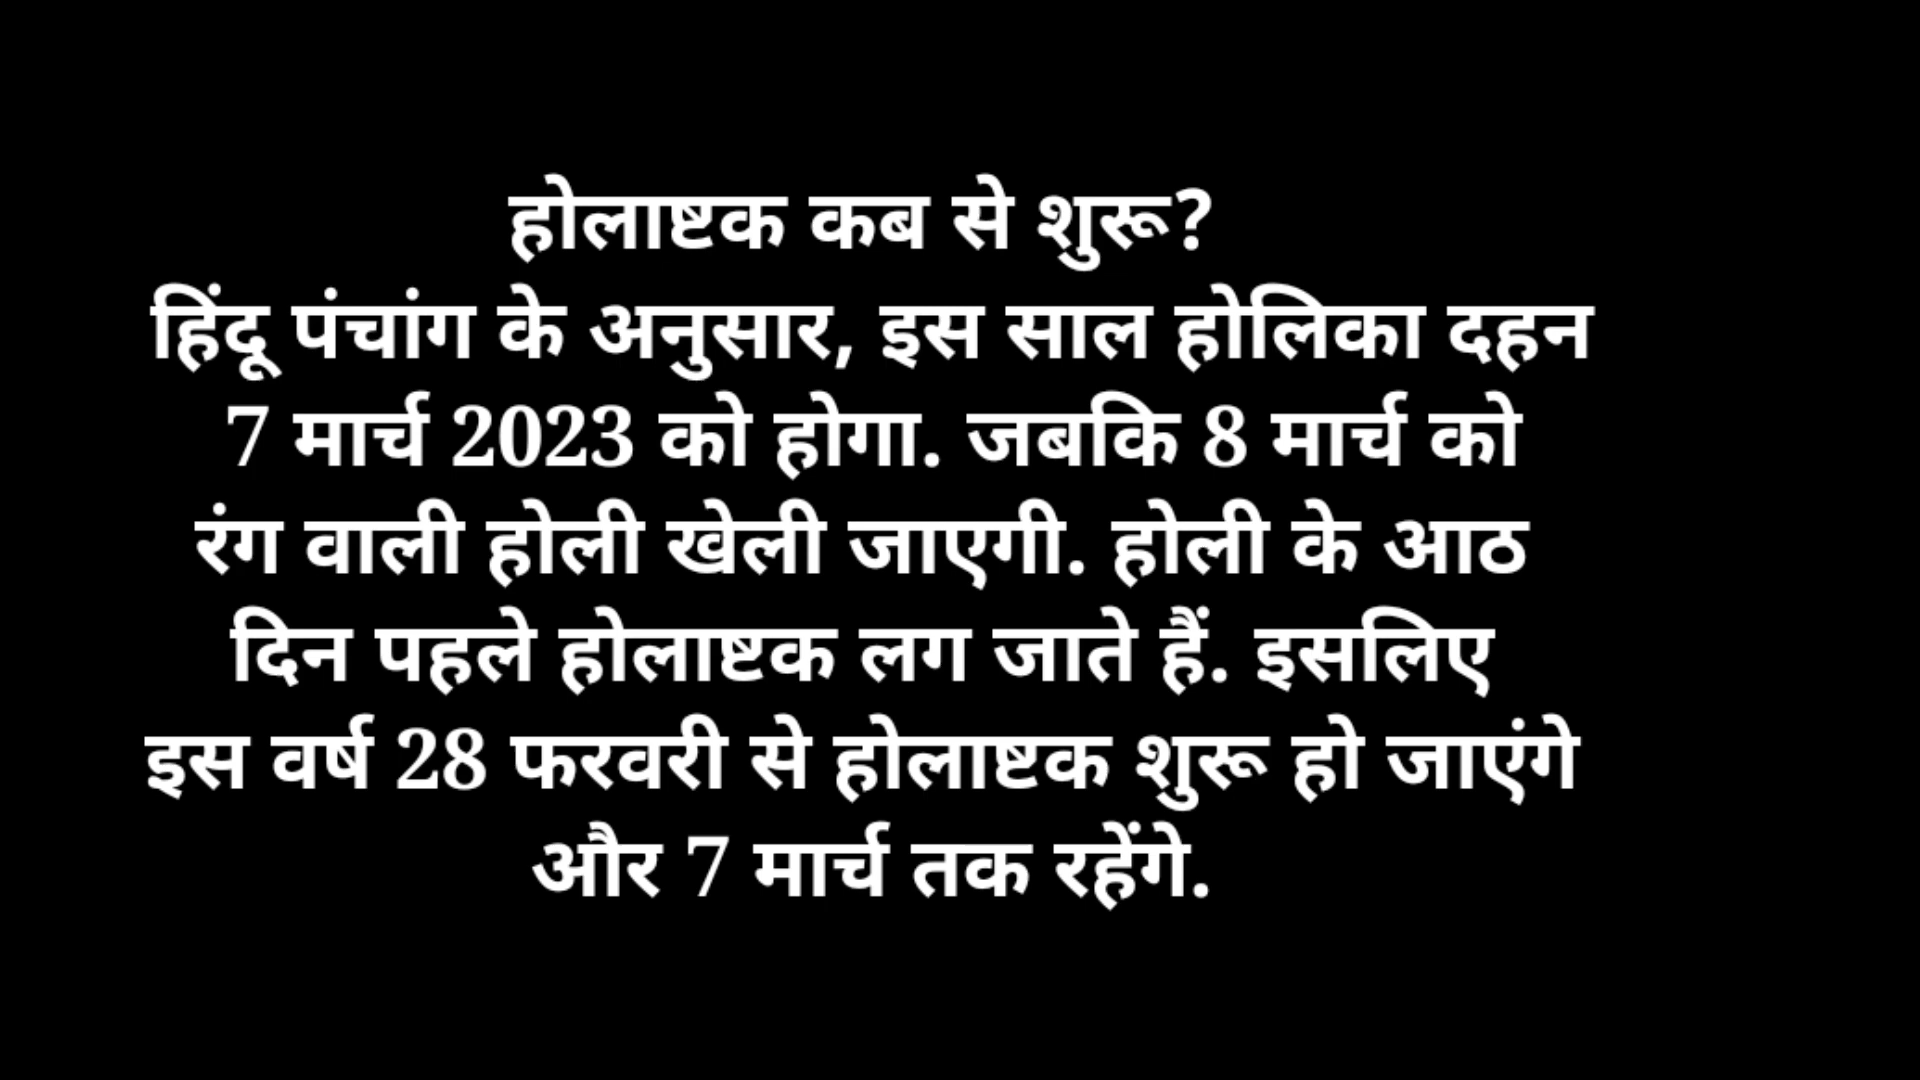 होलाष्टक कब से शुरू?
हिंदू पंचांग के अनुसार, इस साल होलिका दहन
7 मार्च 2023 को होगा. जबकि 8 मार्च को
रंग वाली होली खेली जाएगी. होली के आठ
दिन पहले होलाष्टक लग जाते हैं. इसलिए
इस वर्ष 28 फरवरी से होलाष्टक शुरू हो जाएंगे
और 7 मार्च तक रहेंगे.